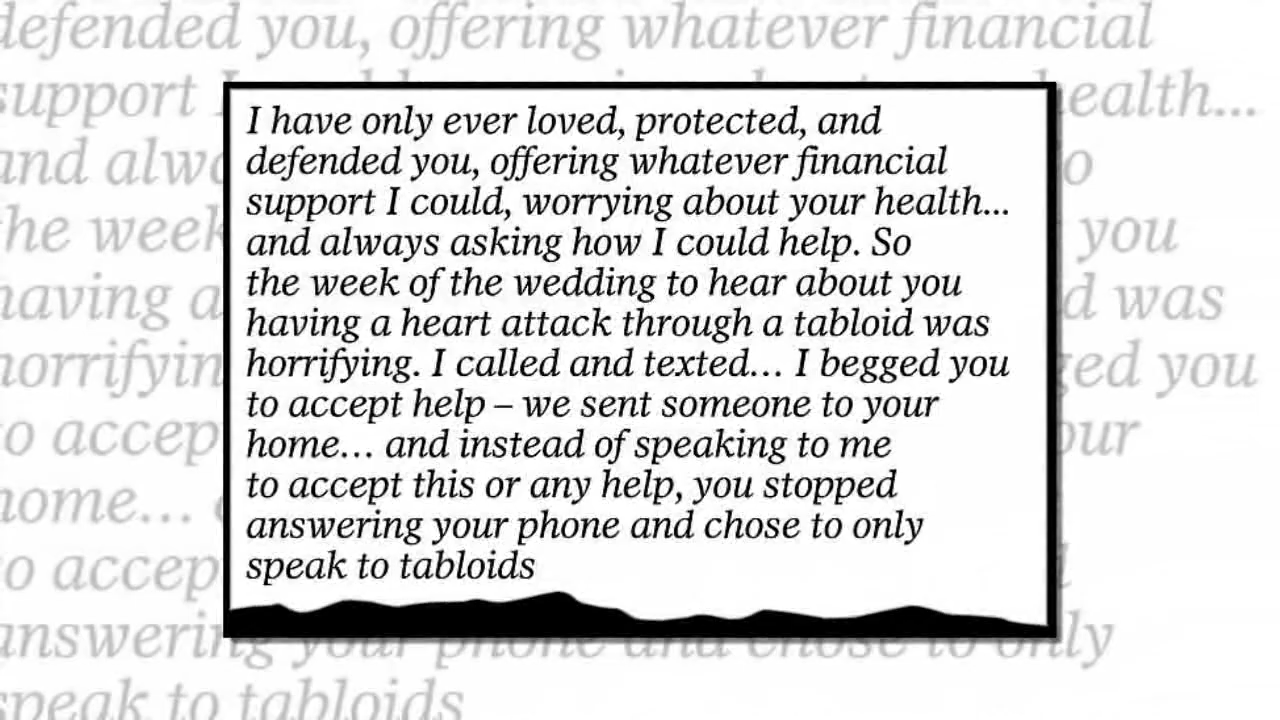 I have only ever loved, protected, and
defended you, offering whatever financial
support I could, worrying about your health...
and always asking how I could help. So
the week of the wedding to hear about you
having a heart attack through a tabloid was
horrifying. I called and texted… I begged you
to accept help – we sent someone to your
home… and instead of speaking to me
to accept this or any help, you stopped
answering your phone and chose to only
speak to tabloids